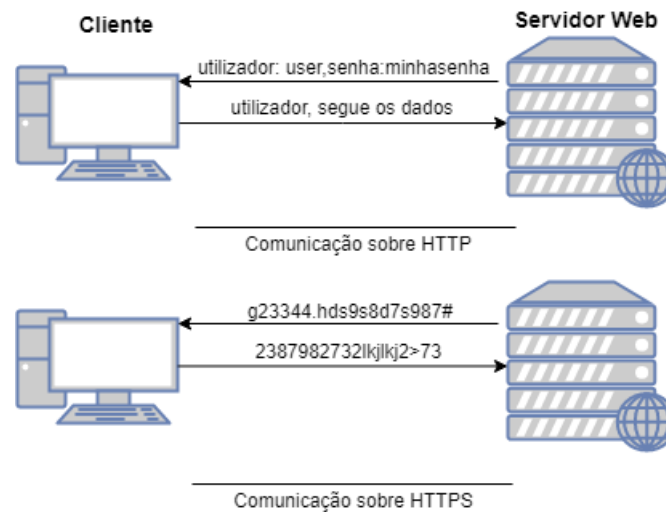 Cliente
Servidor Web
utilizador: user,senha:minhasenha
utilizador, segue os dados
Comunicação sobre HTTP
g23344.hds9s8d7s987#
2387982732lkjlkj2>73
Comunicação sobre HTTPS